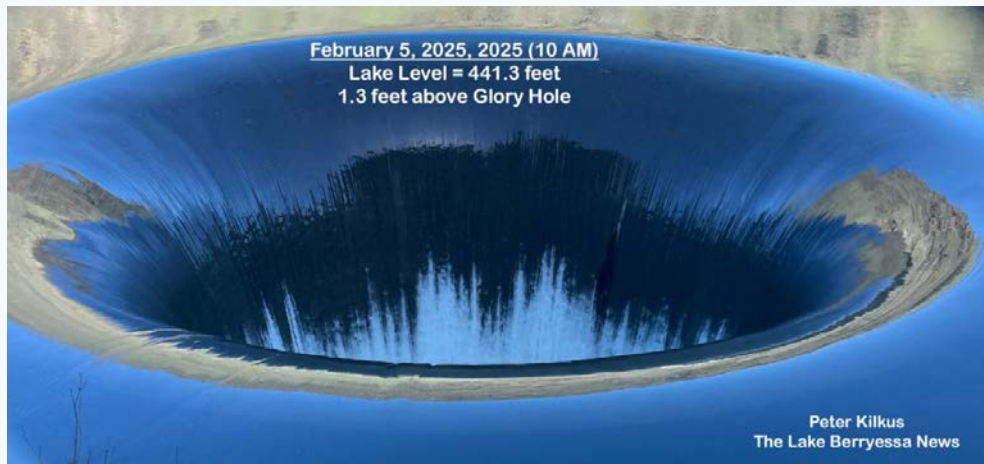 February 5, 2025, 2025 (10 AM)
Lake Level = 441.3 feet
1.3 feet above Glory Hole
Peter Kilkus
The Lake Berryessa News